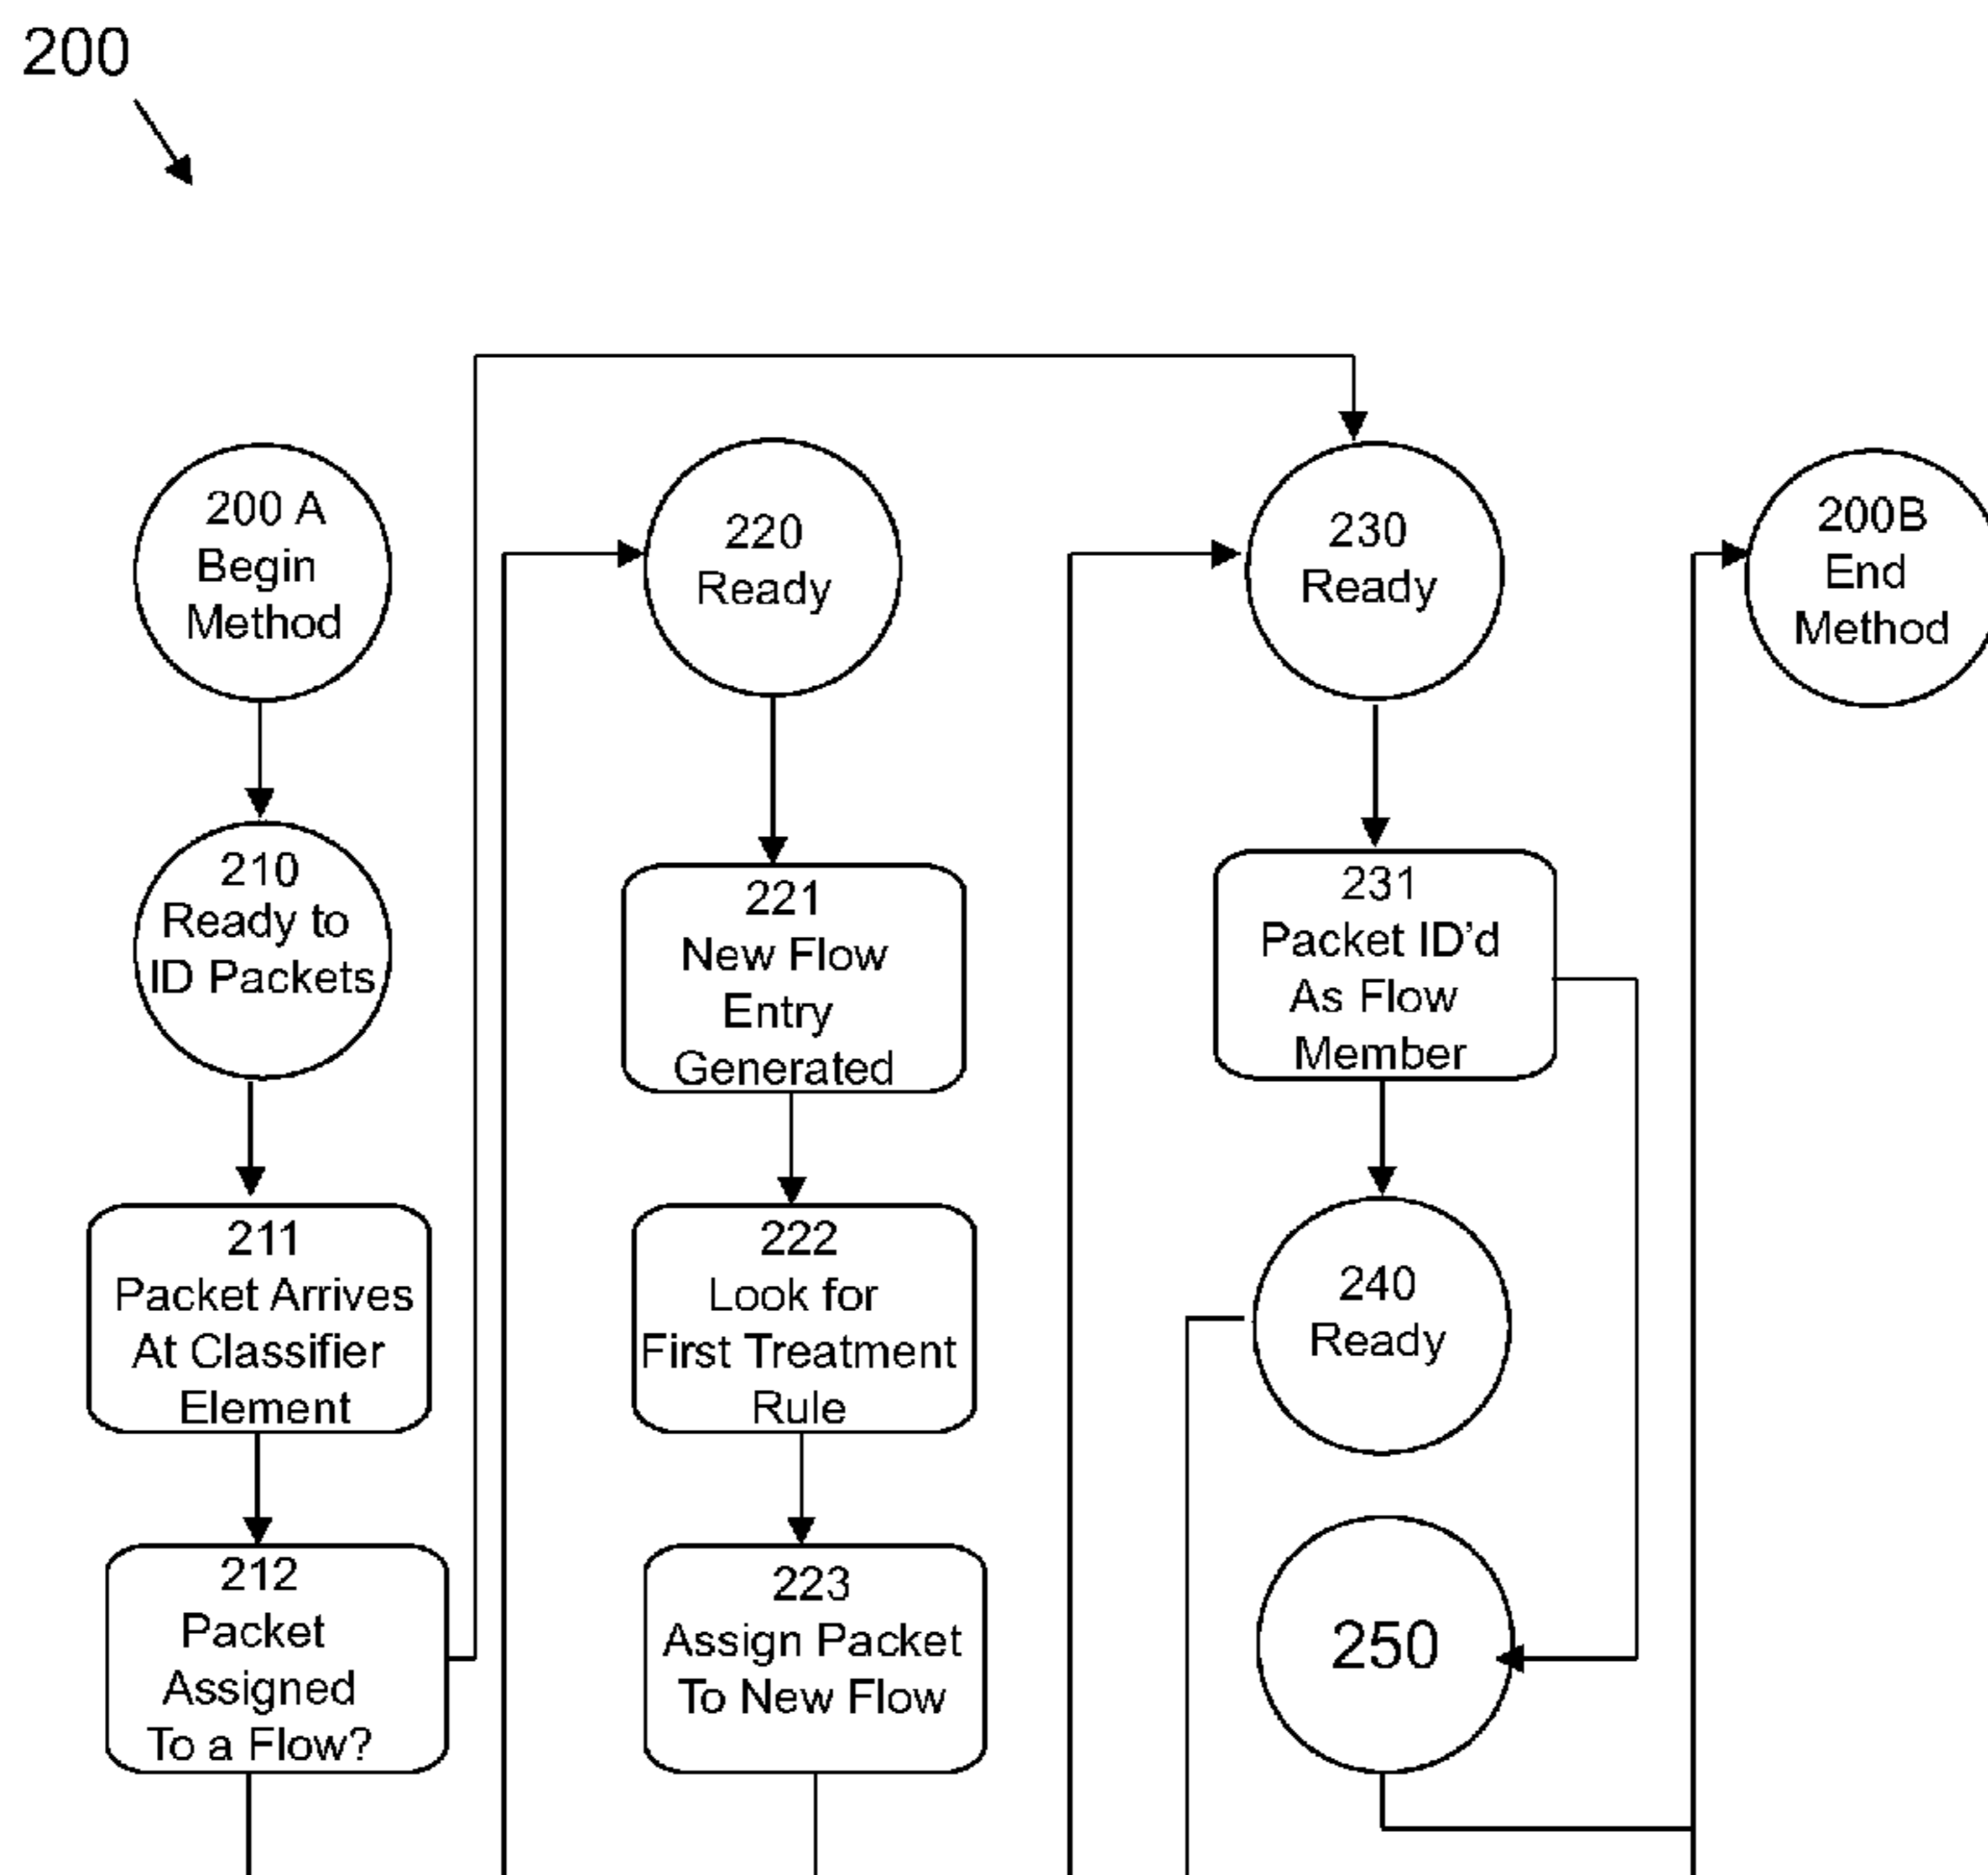 200
200 A
Begin
Method
210
Ready to
ID Packets
211
Packet Arrives
At Classifier
Element
212
Packet
Assigned
To a Flow?
220
Ready
221
New Flow
Entry
Generated
222
Look for
First Treatment
Rule
223
Assign Packet
To New Flow
230
Ready
231
Packet ID'd
As Flow
Member
240
Ready
250
200B
End
Method